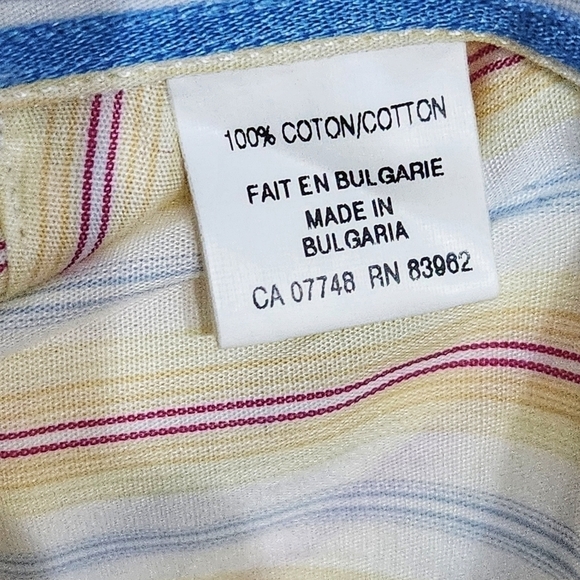 100% COTON/COTTON
FAIT EN BULGARIE
MADE IN
BULGARIA
CA 07748 RN 83962